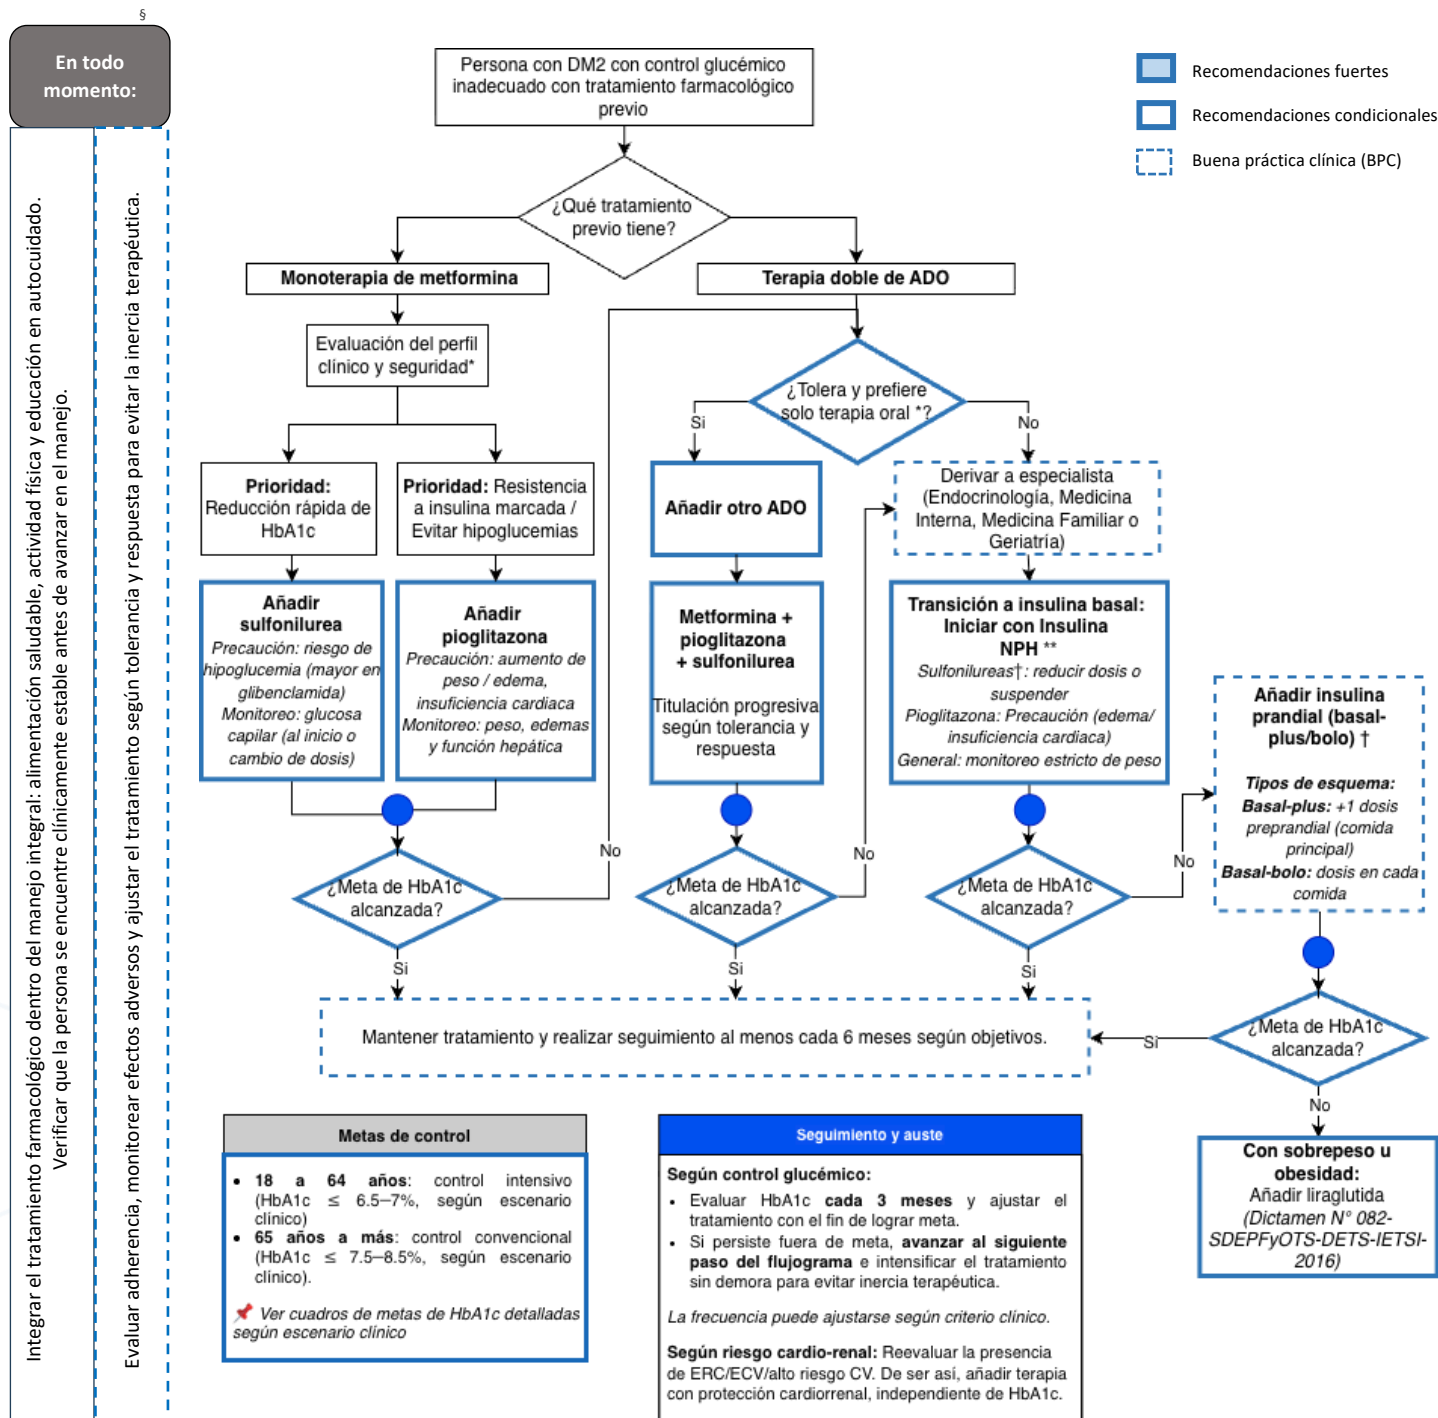 §
En todo
momento:
Integrar el tratamiento farmacológico dentro del manejo integral: alimentación saludable, actividad física y educación en autocuidado.
Verificar que la persona se encuentre clínicamente estable antes de avanzar en el manejo.
Evaluar adherencia, monitorear efectos adversos y ajustar el tratamiento según tolerancia y respuesta para evitar la inercia terapéutica.
Persona con DM2 con control glucémico
inadecuado con tratamiento farmacológico
previo
Recomendaciones fuertes
Recomendaciones condicionales
Buena práctica clínica (BPC)
¿Qué tratamiento
previo tiene?
Monoterapia de metformina
Terapia doble de ADO
Evaluación del perfil
clínico y seguridad*
¿Tolera y prefiere
solo terapia oral *?
Si
No
Prioridad:
Reducción rápida de
HbA1c
Prioridad: Resistencia
a insulina marcada /
Evitar hipoglucemias
Añadir otro ADO
Derivar a especialista
(Endocrinología, Medicina
Interna, Medicina Familiar o
Geriatría)
Añadir
sulfonilurea
Precaución: riesgo de
hipoglucemia (mayor en
glibenclamida)
Monitoreo: glucosa
capilar (al inicio o
cambio de dosis)
Añadir
pioglitazona
Precaución: aumento de
peso / edema,
insuficiencia cardiaca
Monitoreo: peso, edemas
y función hepática
Metformina +
pioglitazona
+ sulfonilurea
Titulación progresiva
según tolerancia y
respuesta
Transición a insulina basal:
Iniciar con Insulina
NPH **
Sulfonilureas†: reducir dosis o
suspender
Pioglitazona: Precaución (edema/
insuficiencia cardiaca)
General: monitoreo estricto de peso
Añadir insulina
prandial (basal-
plus/bolo) †
Tipos de esquema:
Basal-plus: +1 dosis
preprandial (comida
principal)
Basal-bolo: dosis en cada
comida
¿Meta de HbA1c
alcanzada?
No
Si
¿Meta de HbA1c
alcanzada?
No
Si
¿Meta de HbA1c
alcanzada?
No
Si
¿Meta de HbA1c
alcanzada?
Si
No
Mantener tratamiento y realizar seguimiento al menos cada 6 meses según objetivos.
Con sobrepeso u
obesidad:
Añadir liraglutida
(Dictamen N° 082-
SDEPFyOTS-DETS-IETSI-
2016)
Metas de control
• 18 a 64 años: control intensivo
(HbA1c ≤ 6.5–7%, según escenario
clínico)
• 65 años a más: control convencional
(HbA1c ≤ 7.5–8.5%, según escenario
clínico).
📌 Ver cuadros de metas de HbA1c detalladas
según escenario clínico
Seguimiento y auste
Según control glucémico:
• Evaluar HbA1c cada 3 meses y ajustar el
tratamiento con el fin de lograr meta.
• Si persiste fuera de meta, avanzar al siguiente
paso del flujograma e intensificar el tratamiento
sin demora para evitar inercia terapéutica.
La frecuencia puede ajustarse según criterio clínico.
Según riesgo cardio-renal: Reevaluar la presencia
de ERC/ECV/alto riesgo CV. De ser así, añadir terapia
con protección cardiorrenal, independiente de HbA1c.